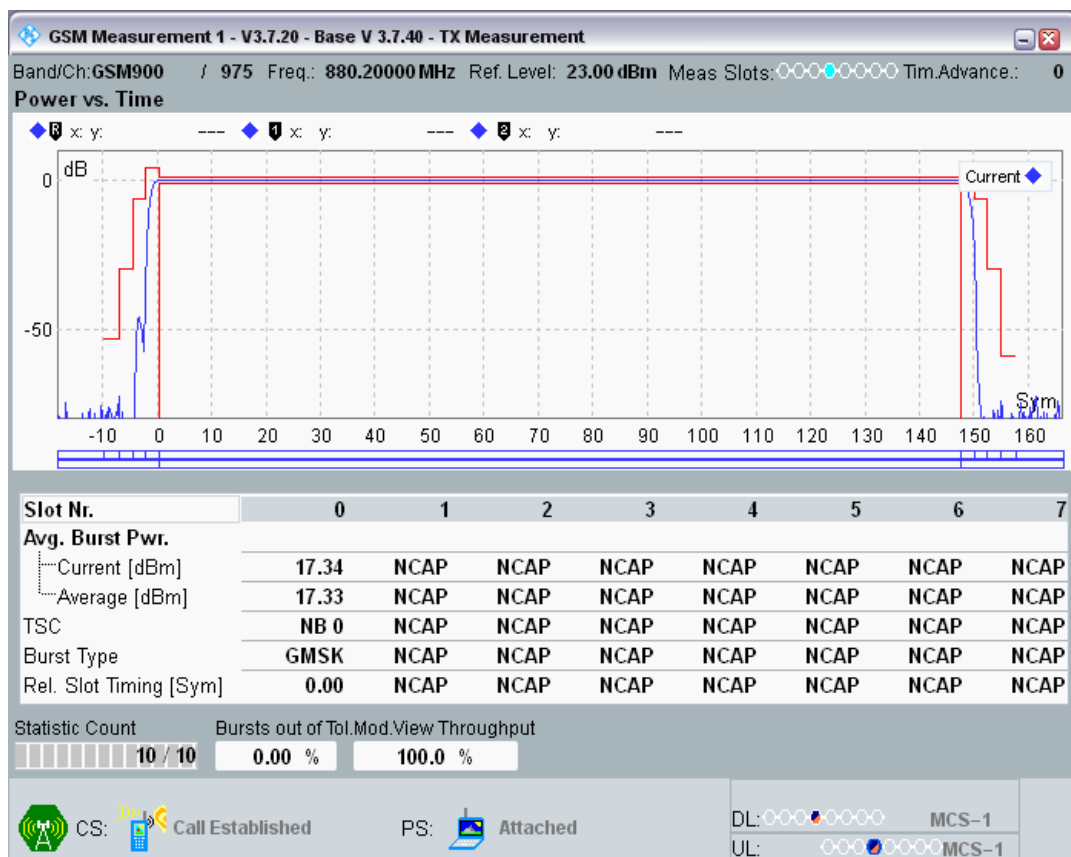 GSM Measurement 1 - V3.7.20 - Base V 3.7.40 - TX Measurement
Band/Ch:GSM900 / 975 Freq.: 880.20000 MHz Ref. Level: 23.00 dBm Meas Slots: Tim.Advance.: 0
Power vs. Time
R x: y: --- 1 x: y: --- 2 x: y: ---
dB
Current
0
-50
Sym
-10 0 10 20 30 40 50 60 70 80 90 100 110 120 130 140 150 160
Slot Nr. 0 1 2 3 4 5 6 7
Avg. Burst Pwr.
Current [dBm] 17.34 NCAP NCAP NCAP NCAP NCAP NCAP NCAP
Average [dBm] 17.33 NCAP NCAP NCAP NCAP NCAP NCAP NCAP
TSC NB 0 NCAP NCAP NCAP NCAP NCAP NCAP NCAP
Burst Type GMSK NCAP NCAP NCAP NCAP NCAP NCAP NCAP
Rel. Slot Timing [Sym] 0.00 NCAP NCAP NCAP NCAP NCAP NCAP NCAP
Statistic Count Bursts out of Tol.Mod.View Throughput
10 / 10 0.00 % 100.0 %
CS: Call Established PS: Attached DL: MCS-1
UL: MCS-1